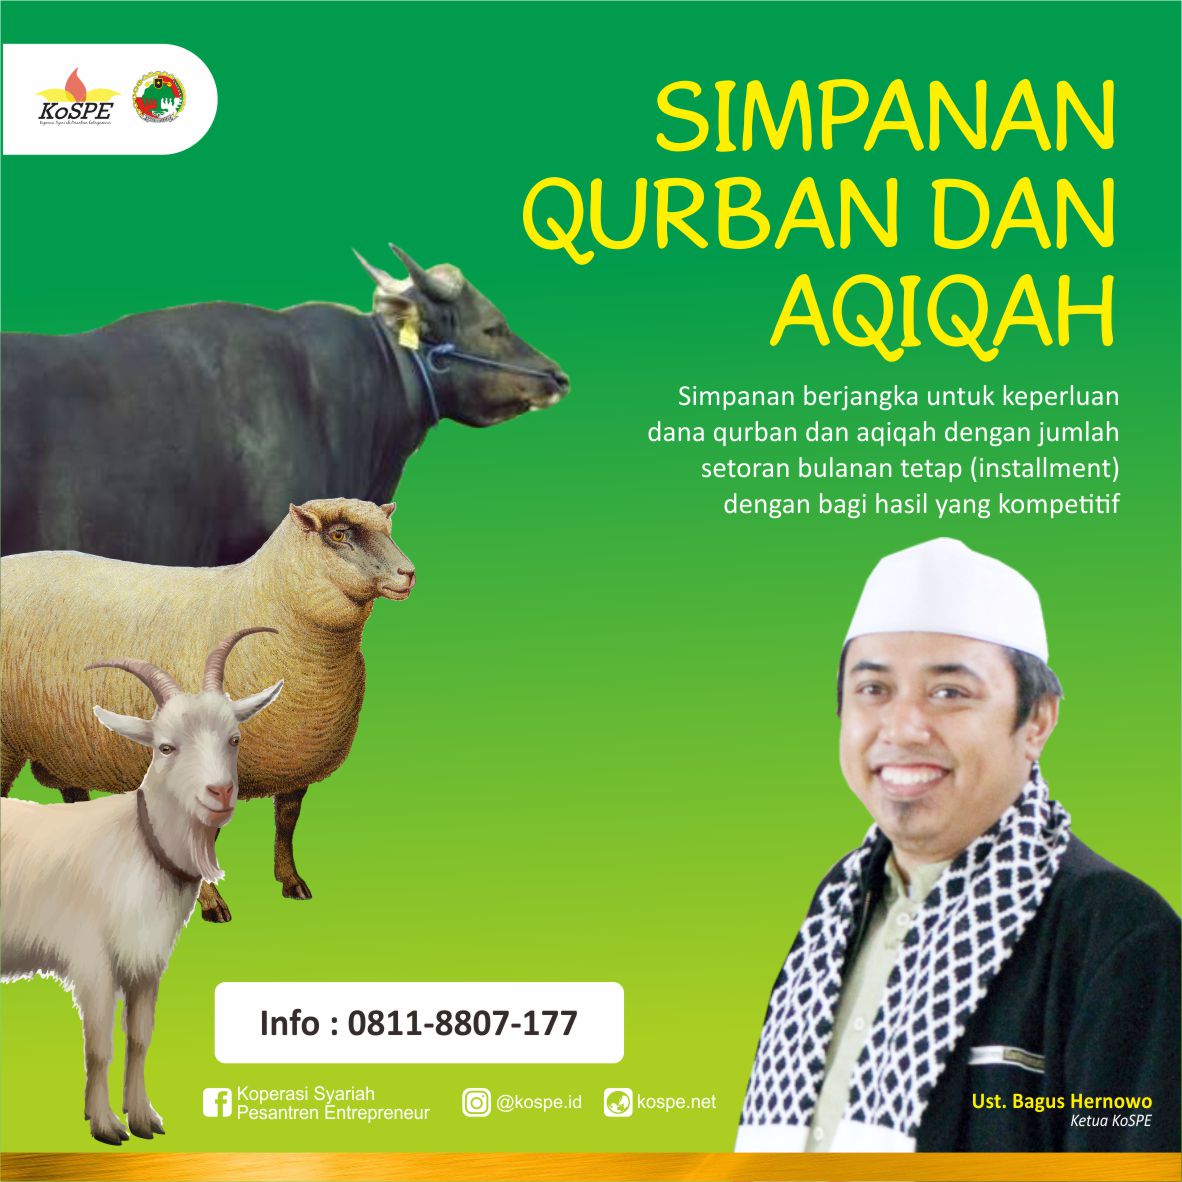 KoSPE
SIMPANAN
QURBAN DAN
AQIQAH
Simpanan berjangka untuk keperluan
dana qurban dan aqiqah dengan jumlah
setoran bulanan tetap (installment)
dengan bagi hasil yang kompetitif
Info : 0811-8807-177
Koperasi Syariah
Pesantren Entrepreneur
@kospe.id
kospe.net
Ust. Bagus Hernowo
Ketua KoSPE